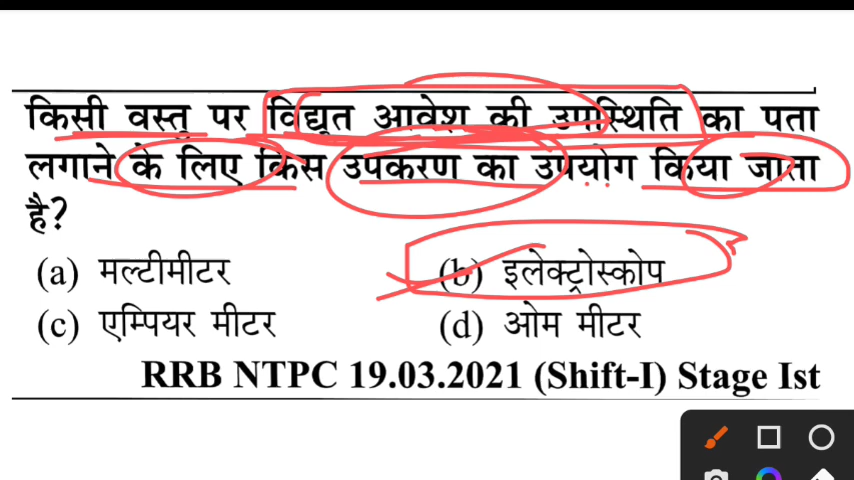 किसी वस्तु पर विद्युत आवेश की उपस्थिति का पता
लगाने के लिए किस उपकरण का उपयोग किया जाता
है?
(a) मल्टीमीटर (b) इलेक्ट्रोस्कोप
(c) एम्पियर मीटर (d) ओम मीटर
RRB NTPC 19.03.2021 (Shift-I) Stage Ist